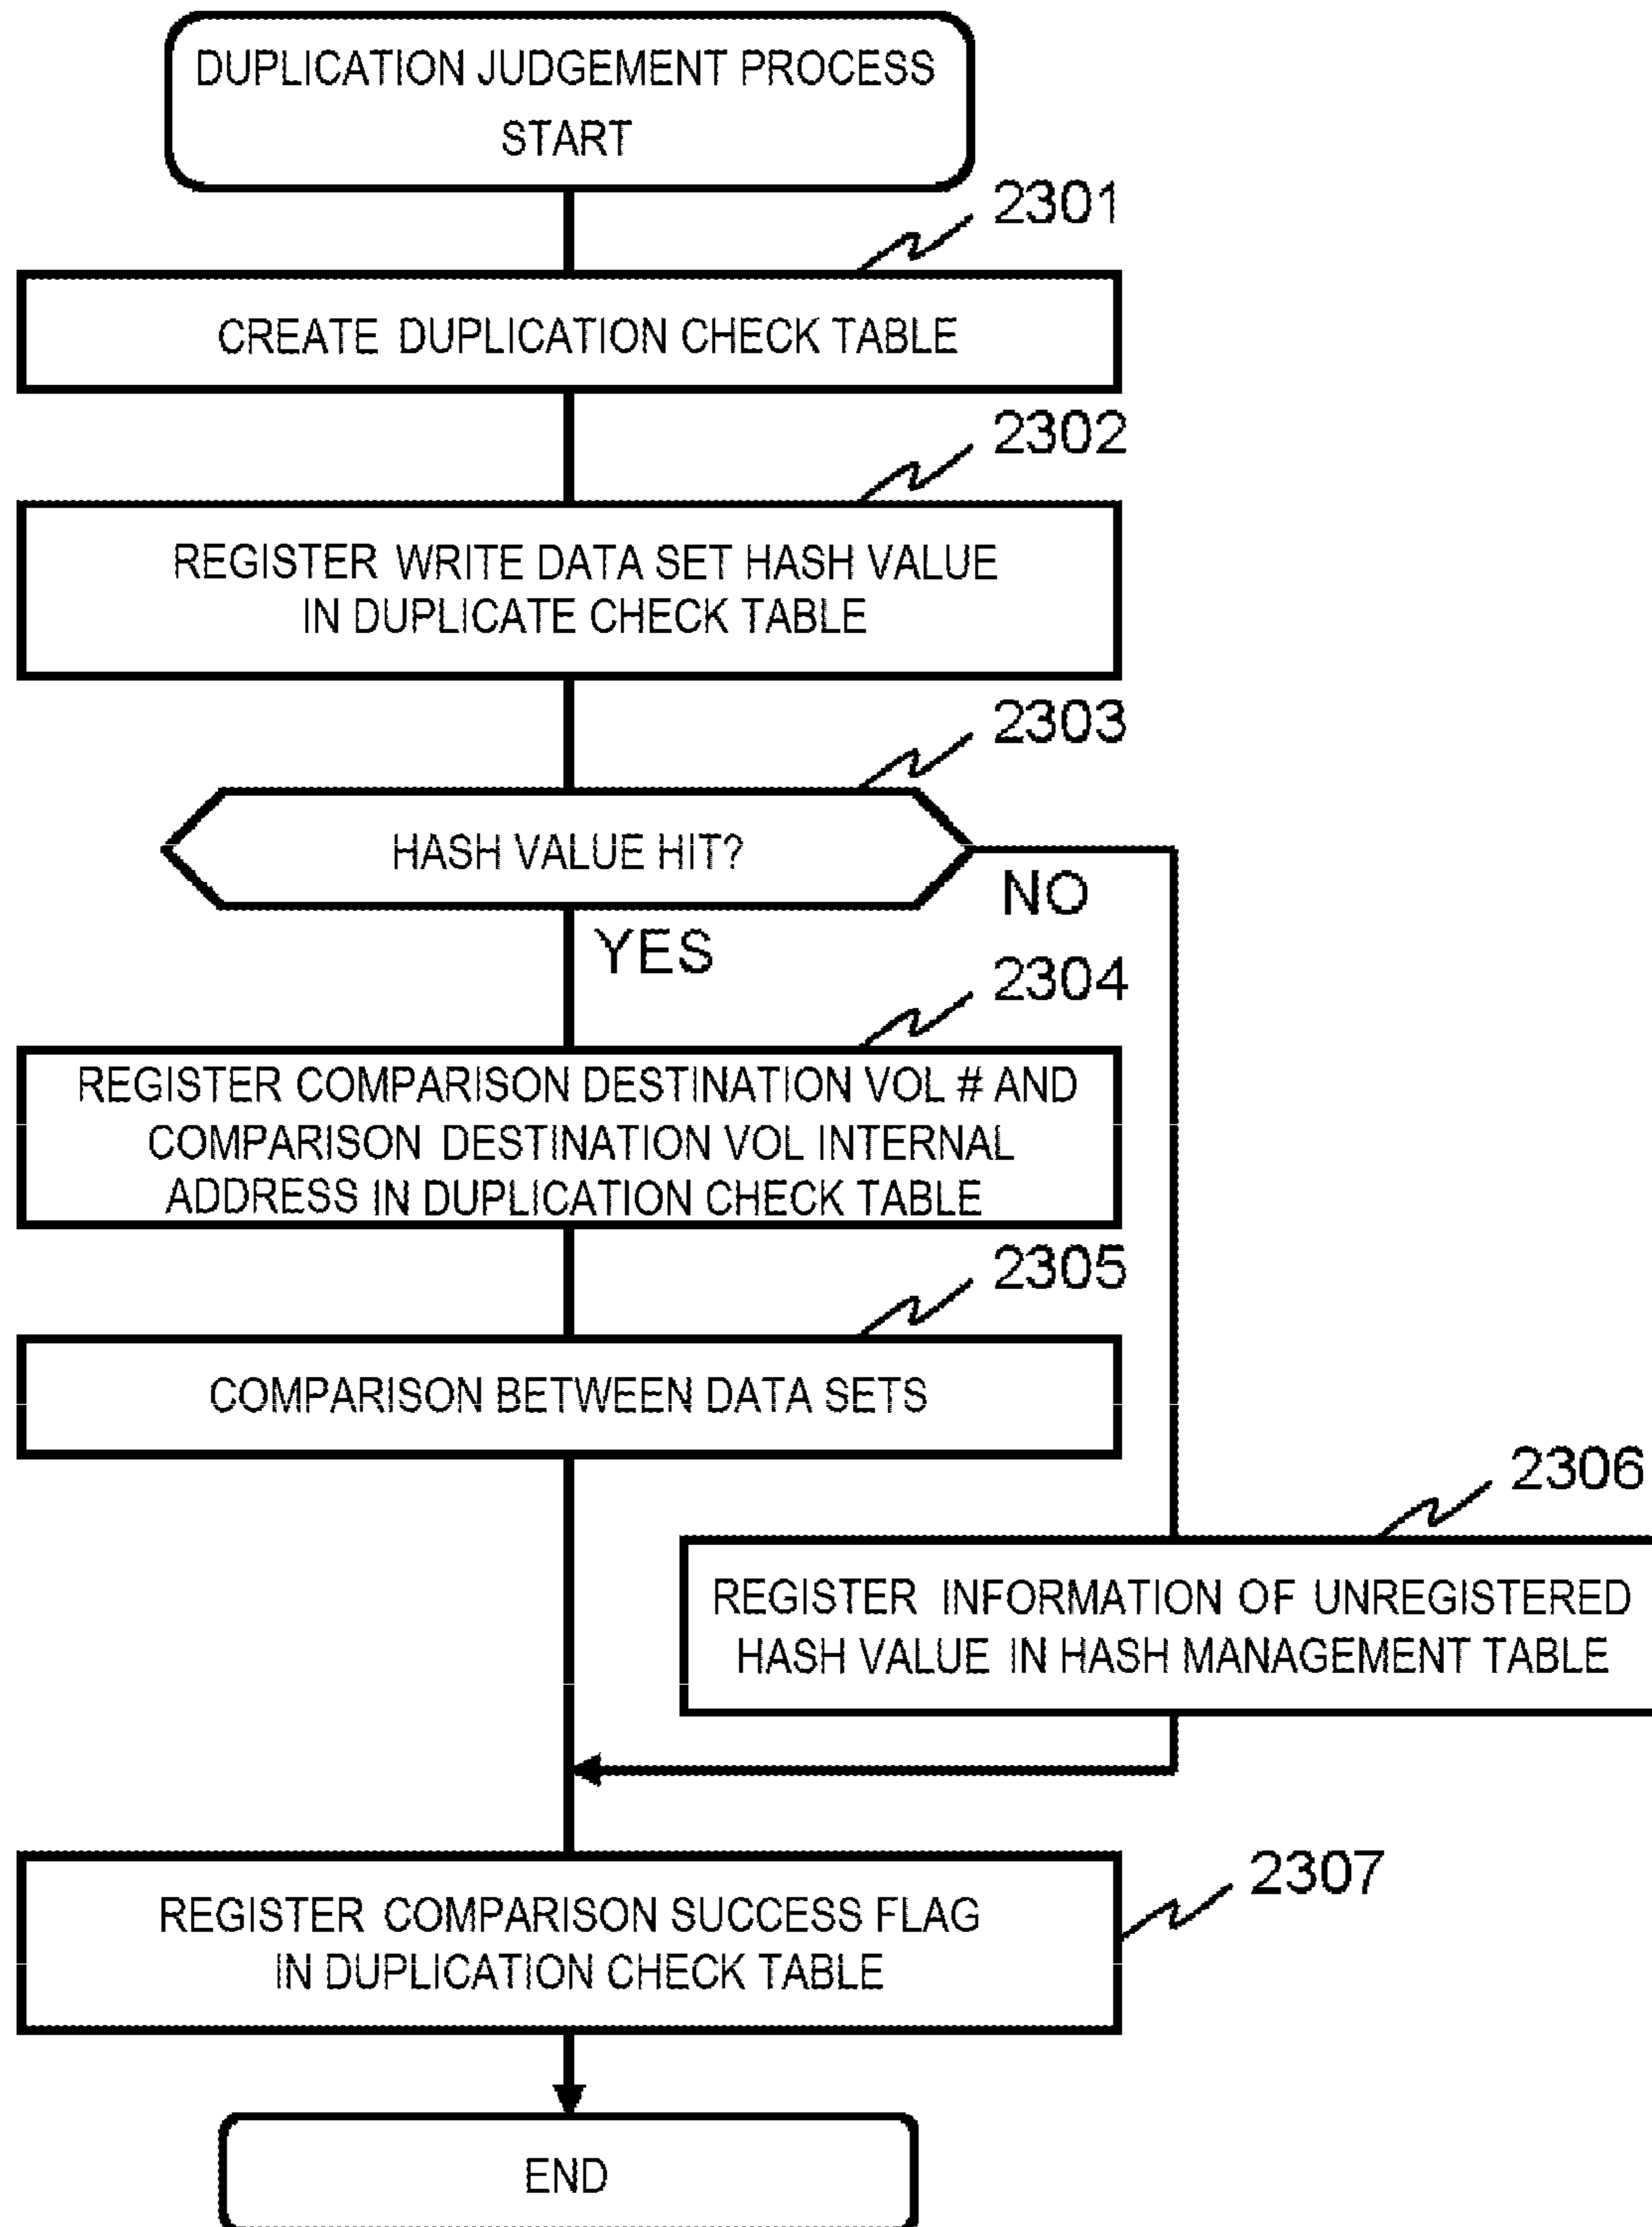 DUPLICATION JUDGEMENT PROCESS
START
2301
CREATE DUPLICATION CHECK TABLE
2302
REGISTER WRITE DATA SET HASH VALUE
IN DUPLICATE CHECK TABLE
2303
HASH VALUE HIT?
NO
YES
2304
REGISTER COMPARISON DESTINATION VOL # AND
COMPARISON DESTINATION VOL INTERNAL
ADDRESS IN DUPLICATION CHECK TABLE
2305
COMPARISON BETWEEN DATA SETS
2306
REGISTER INFORMATION OF UNREGISTERED
HASH VALUE IN HASH MANAGEMENT TABLE
2307
REGISTER COMPARISON SUCCESS FLAG
IN DUPLICATION CHECK TABLE
END